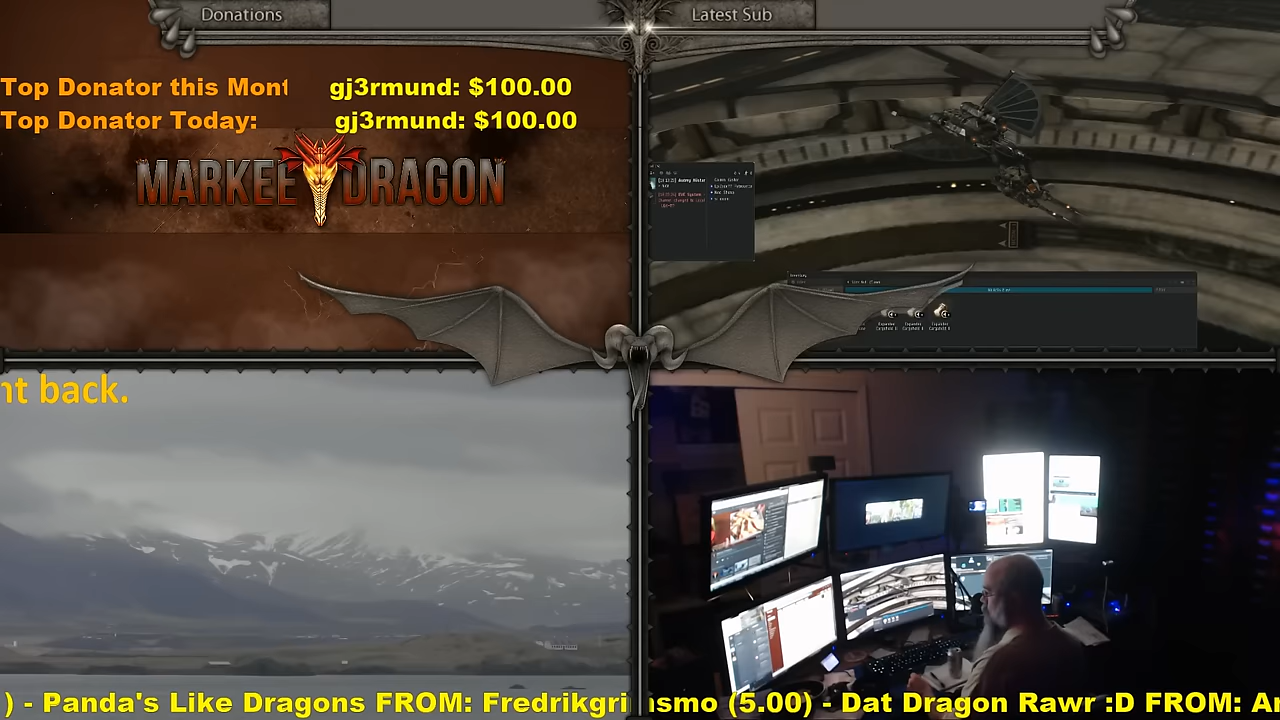 Donations
Latest Sub
Top Donator this Mont
gj3rmund: $100.00
Top Donator Today:
gj3rmund: $100.00
MARKEE DRAGON
nt back.
) - Panda's Like Dragons FROM: Fredrikgri
nsmo (5.00) - Dat Dragon Rawr :D FROM: A